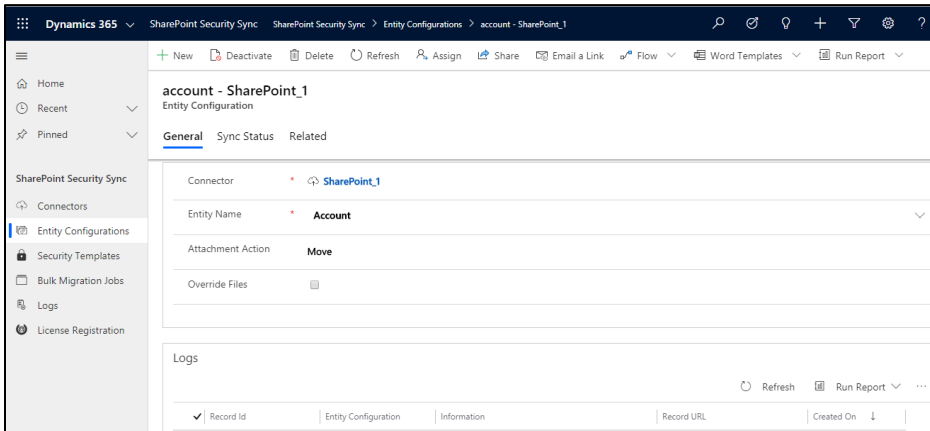 Dynamics 365 SharePoint Security Sync SharePoint Security Sync > Entity Configurations > account - SharePoint_1
+ New Deactivate Delete Refresh Assign Share Email a Link Flow Word Templates Run Report
Home
Recent
Pinned
SharePoint Security Sync
Connectors
Entity Configurations
Security Templates
Bulk Migration Jobs
Logs
License Registration
account - SharePoint_1
Entity Configuration
General Sync Status Related
Connector * SharePoint_1
Entity Name * Account
Attachment Action Move
Override Files
Logs
Refresh Run Report ...
Record Id Entity Configuration Information Record URL Created On ↓